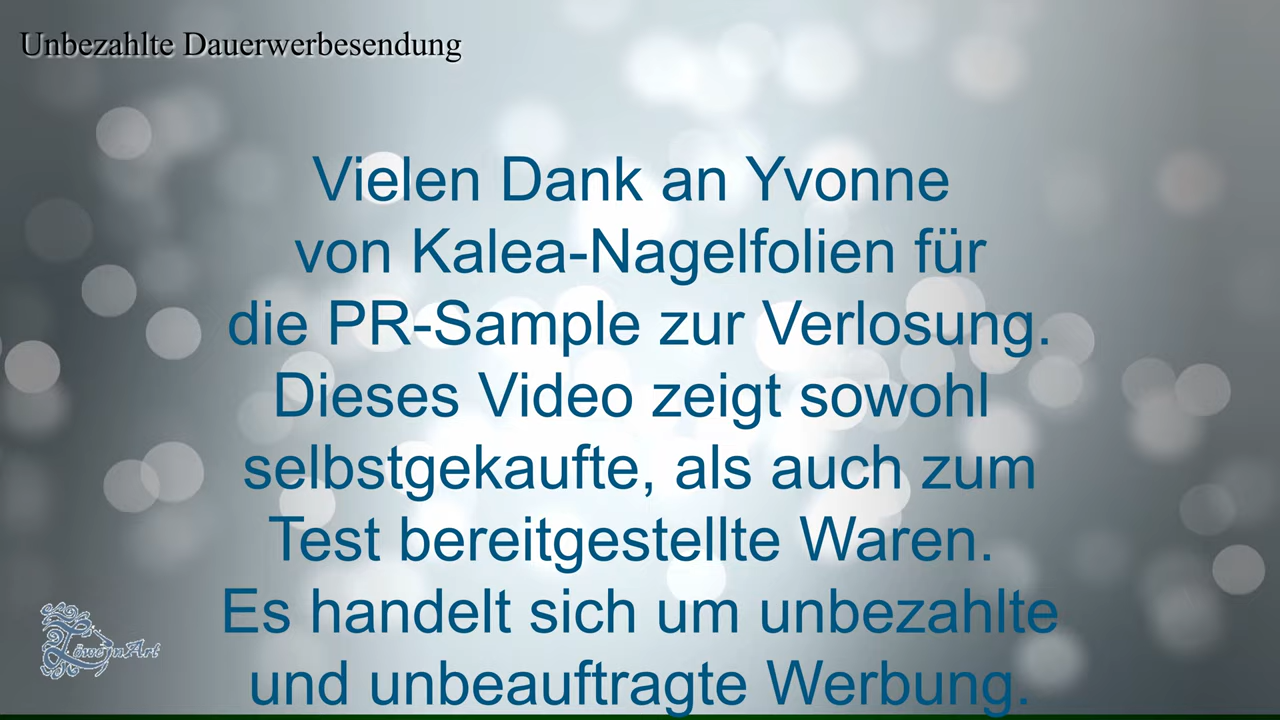 Unbezahlte Dauerwerbesendung
Vielen Dank an Yvonne
von Kalea-Nagelfolien für
die PR-Sample zur Verlosung.
Dieses Video zeigt sowohl
selbstgekaufte, als auch zum
Test bereitgestellte Waren.
Es handelt sich um unbezahlte
und unbeauftragte Werbung.